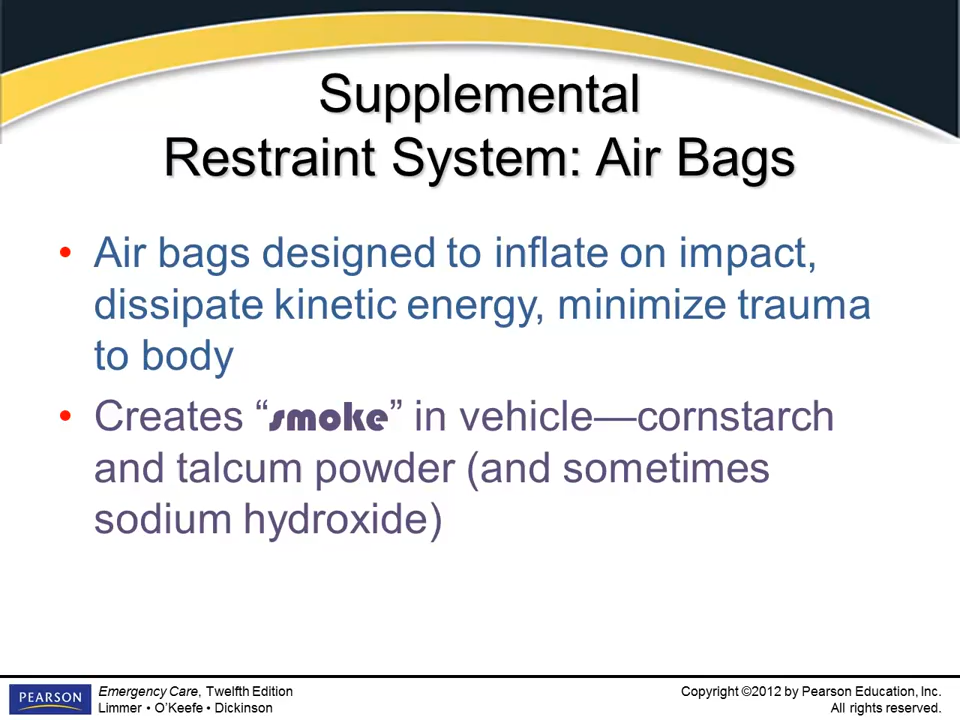 Supplemental
Restraint System: Air Bags
• Air bags designed to inflate on impact,
dissipate kinetic energy, minimize trauma
to body
• Creates “smoke” in vehicle—cornstarch
and talcum powder (and sometimes
sodium hydroxide)
PEARSON
Emergency Care, Twelfth Edition
Limmer • O’Keefe • Dickinson
Copyright ©2012 by Pearson Education, Inc.
All rights reserved.